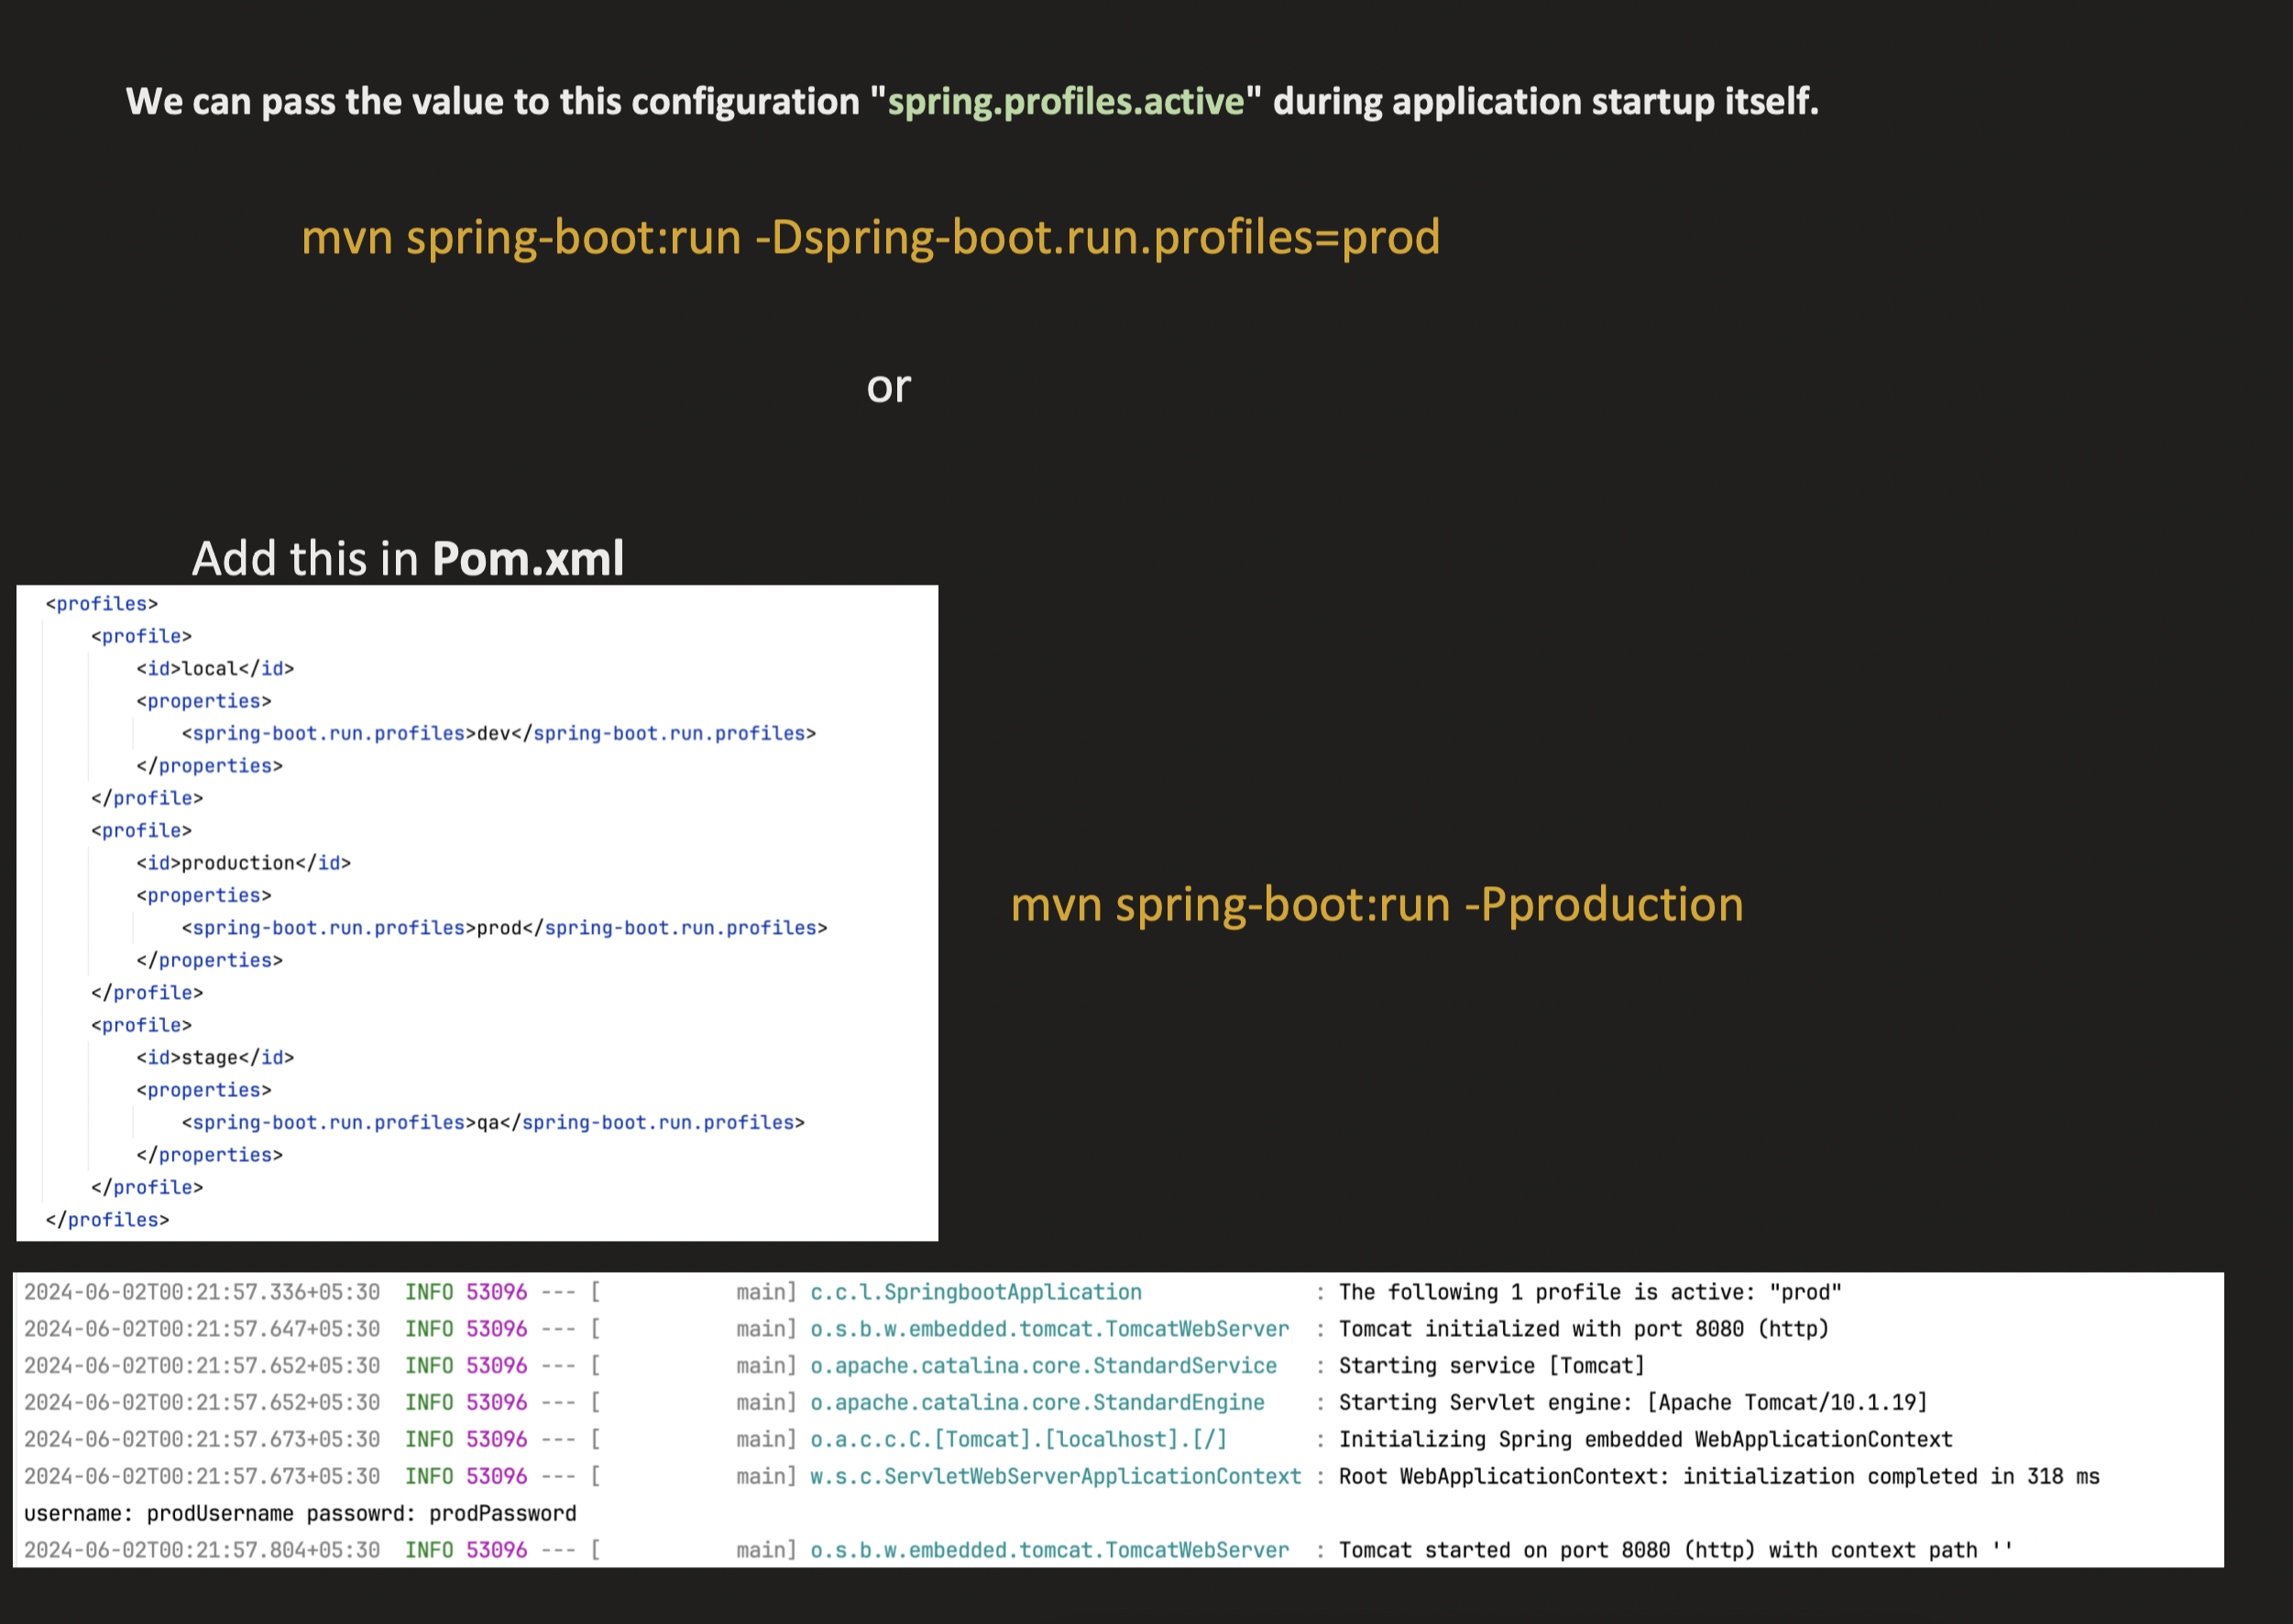 We can pass the value to this configuration "spring.profiles.active" during application startup itself.
mvn spring-boot:run -Dspring-boot.run.profiles=prod
or
Add this in Pom.xml
<profiles>
    <profile>
        <id>local</id>
        <properties>
            <spring-boot.run.profiles>dev</spring-boot.run.profiles>
        </properties>
    </profile>
    <profile>
        <id>production</id>
        <properties>
            <spring-boot.run.profiles>prod</spring-boot.run.profiles>
        </properties>
    </profile>
    <profile>
        <id>stage</id>
        <properties>
            <spring-boot.run.profiles>qa</spring-boot.run.profiles>
        </properties>
    </profile>
</profiles>
mvn spring-boot:run -Pproduction
2024-06-02T00:21:57.336+05:30  INFO 53096 --- [           main] c.c.l.SpringbootApplication              : The following 1 profile is active: "prod"
2024-06-02T00:21:57.647+05:30  INFO 53096 --- [           main] o.s.b.w.embedded.tomcat.TomcatWebServer  : Tomcat initialized with port 8080 (http)
2024-06-02T00:21:57.652+05:30  INFO 53096 --- [           main] o.apache.catalina.core.StandardService   : Starting service [Tomcat]
2024-06-02T00:21:57.652+05:30  INFO 53096 --- [           main] o.apache.catalina.core.StandardEngine    : Starting Servlet engine: [Apache Tomcat/10.1.19]
2024-06-02T00:21:57.673+05:30  INFO 53096 --- [           main] o.a.c.c.C.[Tomcat].[localhost].[/]       : Initializing Spring embedded WebApplicationContext
2024-06-02T00:21:57.673+05:30  INFO 53096 --- [           main] w.s.c.ServletWebServerApplicationContext : Root WebApplicationContext: initialization completed in 318 ms
username: prodUsername passowrd: prodPassword
2024-06-02T00:21:57.804+05:30  INFO 53096 --- [           main] o.s.b.w.embedded.tomcat.TomcatWebServer  : Tomcat started on port 8080 (http) with context path ''